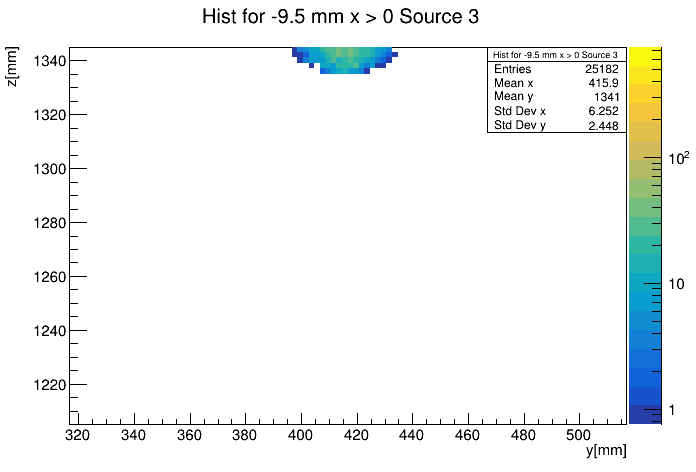 Hist for -9.5 mm x > 0 Source 3
z[mm]
1340
1320
1300
1280
1260
1240
1220
320 340 360 380 400 420 440 460 480 500
y[mm]
Hist for -9.5 mm x > 0 Source 3
Entries 25182
Mean x 415.9
Mean y 1341
Std Dev x 6.252
Std Dev y 2.448
10²
10
1